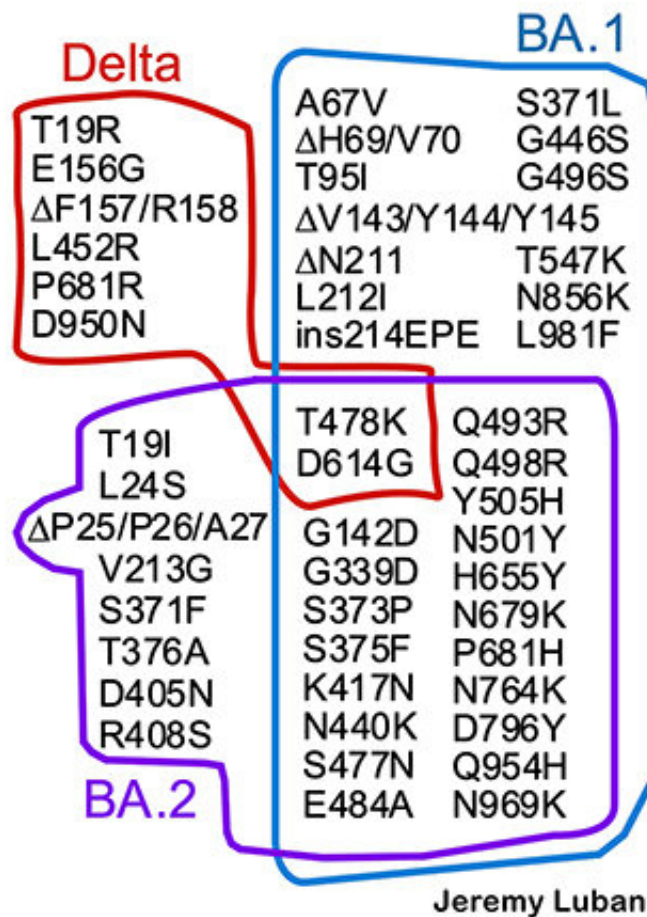 BA.1
Delta
T19R
E156G
ΔF157/R158
L452R
P681R
D950N
A67V S371L
ΔH69/V70 G446S
T95I G496S
ΔV143/Y144/Y145
ΔN211 T547K
L212I N856K
ins214EPE L981F
T19I
L24S
ΔP25/P26/A27
V213G
S371F
T376A
D405N
R408S
BA.2
T478K
D614G
G142D
G339D
S373P
S375F
K417N
N440K
S477N
E484A
Q493R
Q498R
Y505H
N501Y
H655Y
N679K
P681H
N764K
D796Y
Q954H
N969K
Jeremy Luban